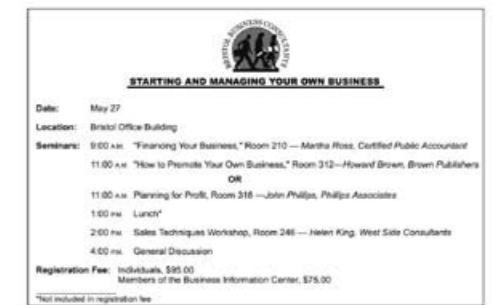 BRISTOL BUSINESS CONSULTANTS
STARTING AND MANAGING YOUR OWN BUSINESS
Date: May 27
Location: Bristol Office Building
Seminars: 9:00 A.M. "Financing Your Business," Room 210 — Martha Ross, Certified Public Accountant
11:00 A.M. "How to Promote Your Own Business," Room 312—Howard Brown, Brown Publishers
OR
11:00 A.M. Planning for Profit, Room 316 —John Phillips, Phillips Associates
1:00 P.M. Lunch*
2:00 P.M. Sales Techniques Workshop, Room 246 — Helen King, West Side Consultants
4:00 P.M. General Discussion
Registration Fee: Individuals, $95.00
Members of the Business Information Center, $75.00
*Not included in registration fee